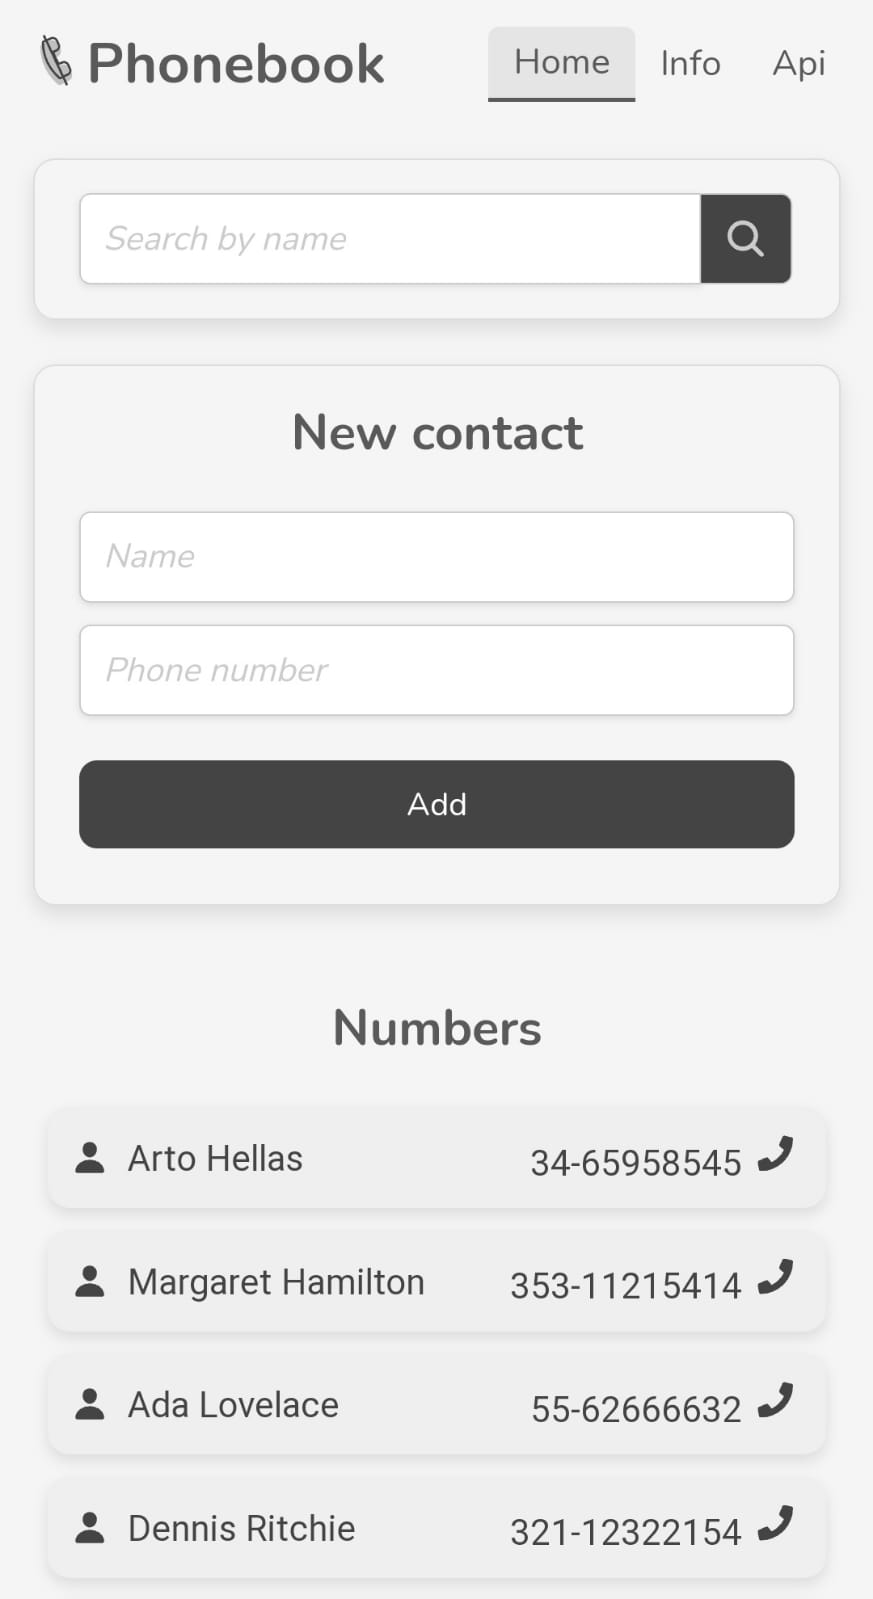 Phonebook Home Info Api
Search by name
New contact
Name
Phone number
Add
Numbers
Arto Hellas 34-65958545
Margaret Hamilton 353-11215414
Ada Lovelace 55-62666632
Dennis Ritchie 321-12322154